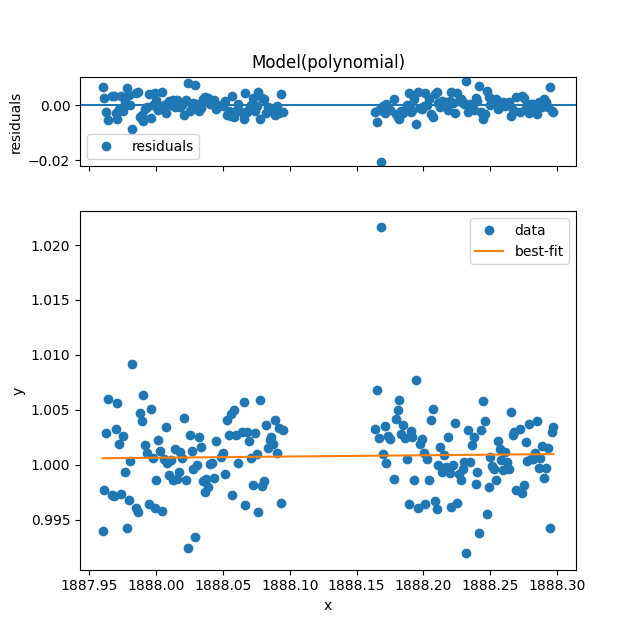 Model(polynomial)
residuals
0.00
−0.02
residuals
y
1.020
1.015
1.010
1.005
1.000
0.995
data
best-fit
1887.95 1888.00 1888.05 1888.10 1888.15 1888.20 1888.25 1888.30
x